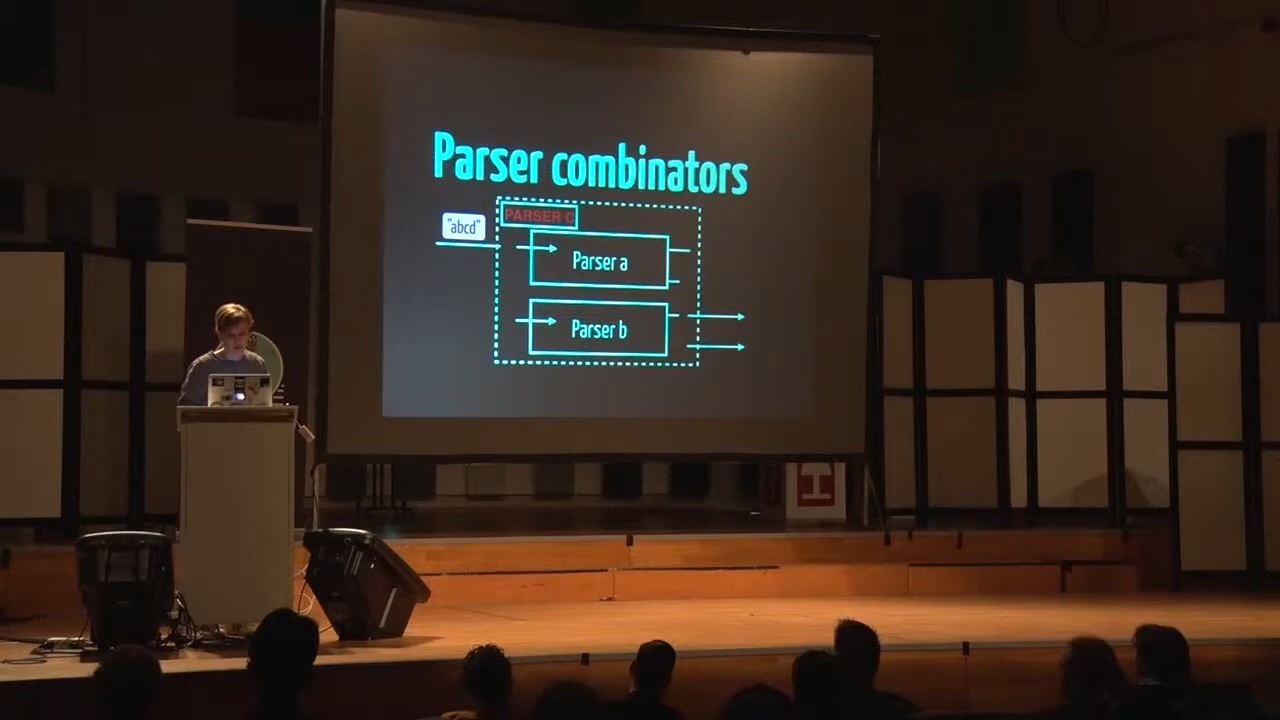 Parser combinators
"abcd"
PARSER C
Parser a
Parser b